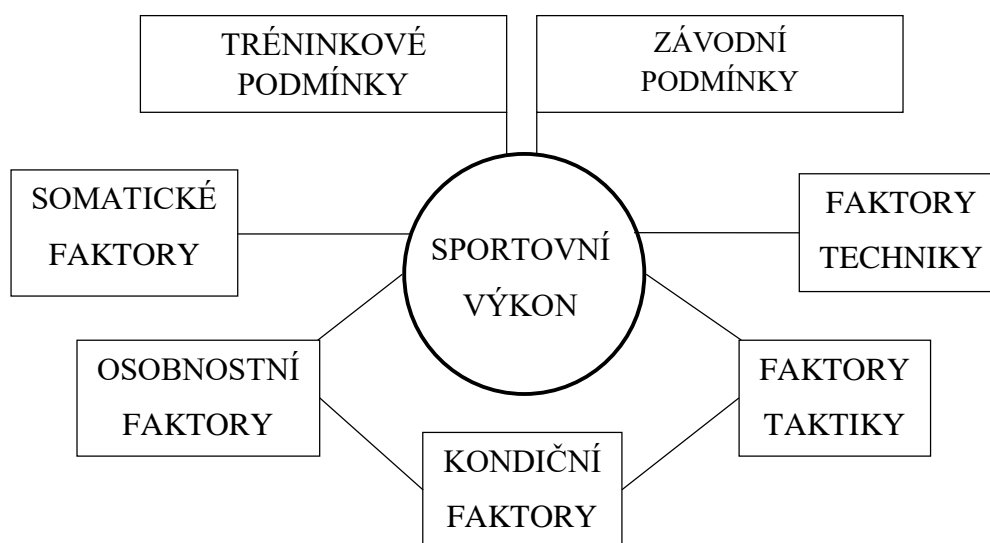 TRÉNINKOVÉ
PODMÍNKY
ZÁVODNÍ
PODMÍNKY
SOMATICKÉ
FAKTORY
SPORTOVNÍ
VÝKON
FAKTORY
TECHNIKY
OSOBNOSTNÍ
FAKTORY
FAKTORY
TAKTIKY
KONDIČNÍ
FAKTORY